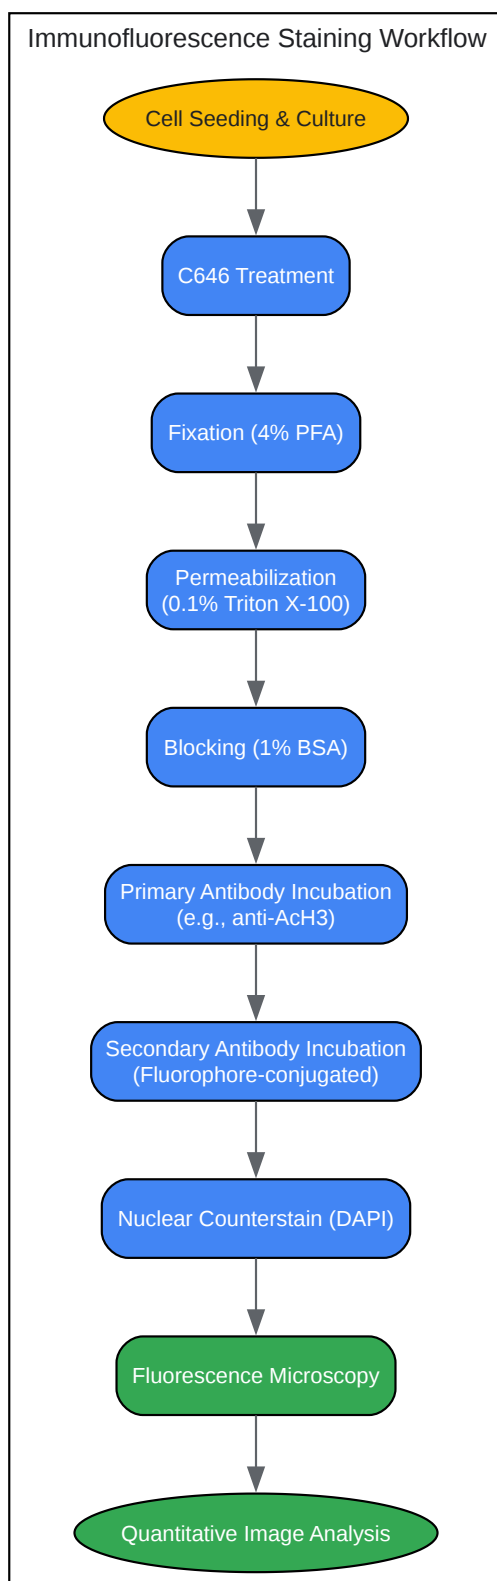 Immunofluorescence Staining Workflow
Cell Seeding & Culture
C646 Treatment
Fixation (4% PFA)
Permeabilization
(0.1% Triton X-100)
Blocking (1% BSA)
Primary Antibody Incubation
(e.g., anti-AcH3)
Secondary Antibody Incubation
(Fluorophore-conjugated)
Nuclear Counterstain (DAPI)
Fluorescence Microscopy
Quantitative Image Analysis